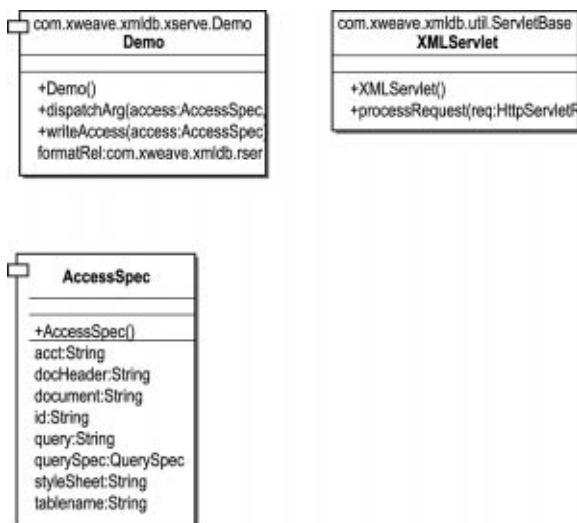 com.xweave.xmldb.xserve.Demo
Demo
+Demo()
+dispatchArg(access:AccessSpec,
+writeAccess(access:AccessSpec
formatRel:com.xweave.xmldb.rser
com.xweave.xmldb.util.ServletBase
XMLServlet
+XMLServlet()
+processRequest(req:HttpServletR
AccessSpec
+AccessSpec()
acct:String
docHeader:String
document:String
id:String
query:String
querySpec:QuerySpec
styleSheet:String
tablename:String